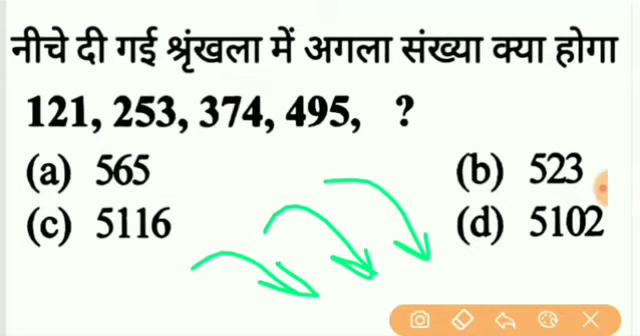 नीचे दी गई श्रृंखला में अगला संख्या क्या होगा
121, 253, 374, 495, ?
(a) 565 (b) 523
(c) 5116 (d) 5102